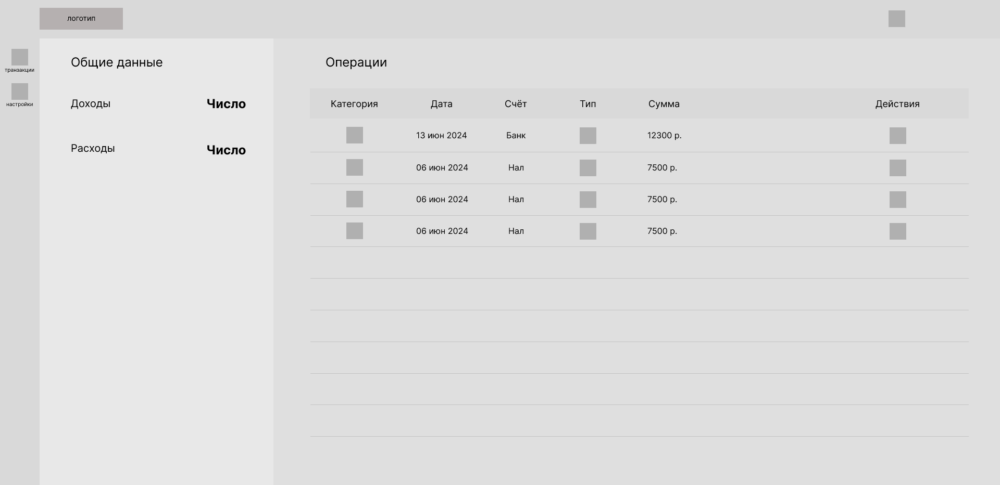 логотип
транзакции
настройки
Общие данные
Доходы Число
Расходы Число
Операции
Категория Дата Счёт Тип Сумма Действия
13 июн 2024 Банк 12300 р.
06 июн 2024 Нал 7500 р.
06 июн 2024 Нал 7500 р.
06 июн 2024 Нал 7500 р.